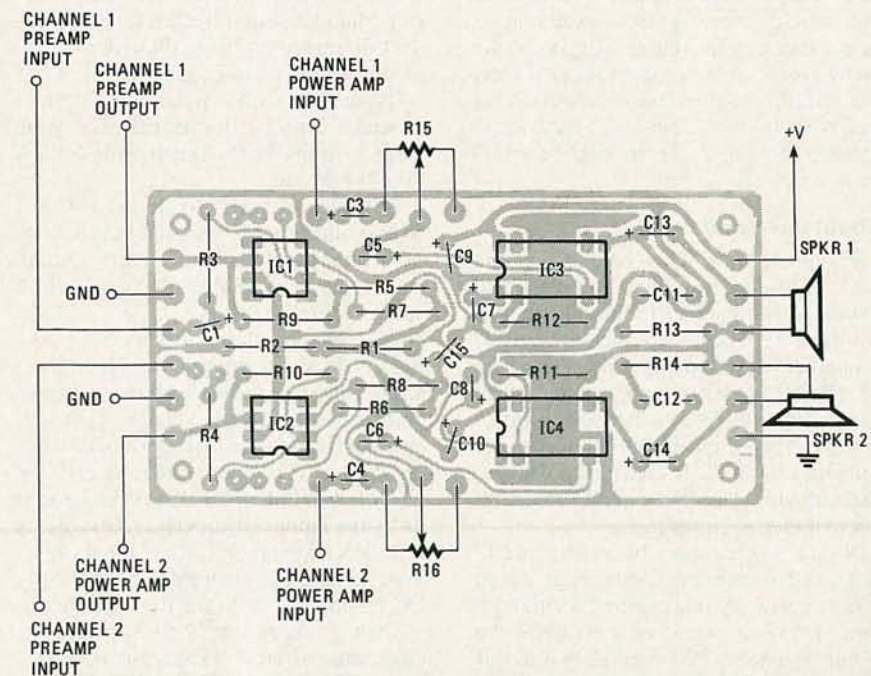 CHANNEL 1
PREAMP
INPUT
CHANNEL 1
PREAMP
OUTPUT
CHANNEL 1
POWER AMP
INPUT
R15
+V
C3
+
C13
+
SPKR 1
R3
IC1
C5
+
+
C9
IC3
GND
R5
C11
C1
+
R9
R7
+
C7
R12
R13
R2
R1
C15
R14
R10
R8
C8
+
R11
GND
R6
C12
R4
IC2
C6
+
+
C10
IC4
SPKR 2
+
C4
+
C14
CHANNEL 2
POWER AMP
OUTPUT
R16
CHANNEL 2
POWER AMP
INPUT
CHANNEL 2
PREAMP
INPUT